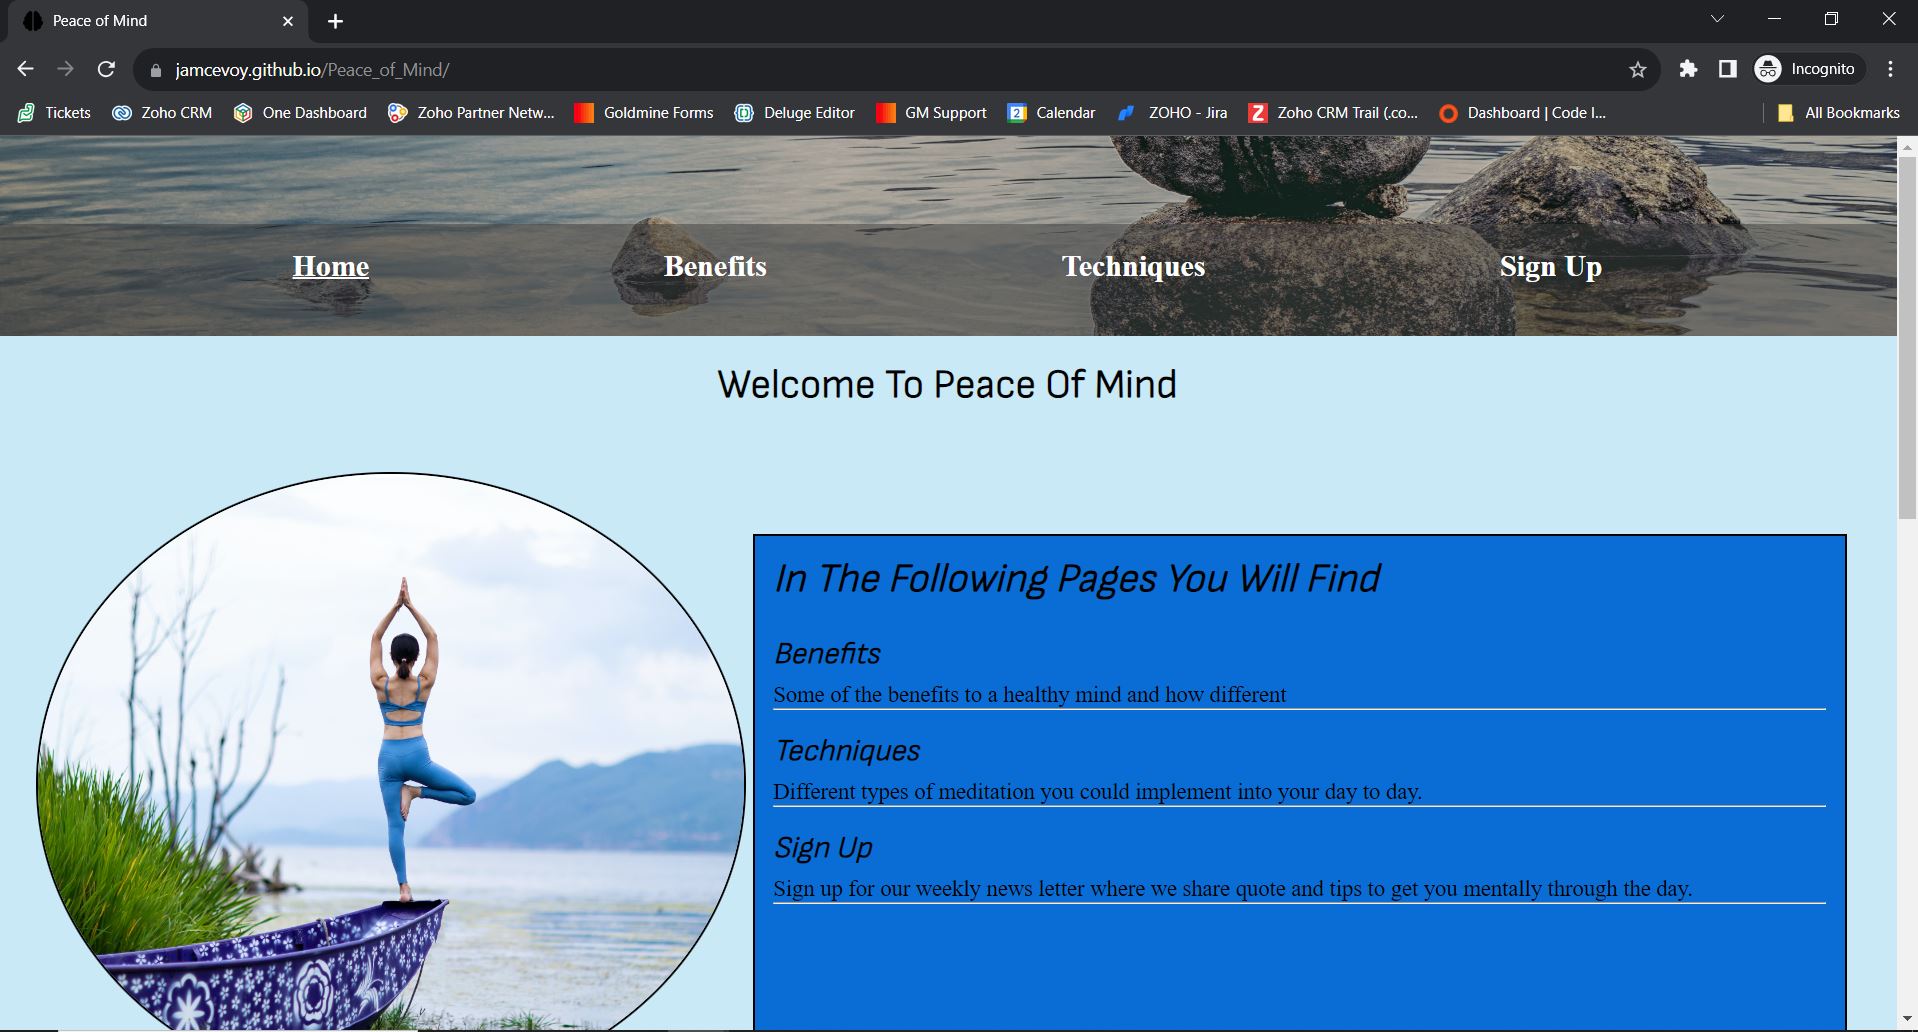 Peace of Mind
jamcevoy.github.io/Peace_of_Mind/
Incognito
Tickets
Zoho CRM
One Dashboard
Zoho Partner Netw...
Goldmine Forms
Deluge Editor
GM Support
2
Calendar
ZOHO - Jira
Z
Zoho CRM Trail (.co...
Dashboard | Code I...
All Bookmarks
Home
Benefits
Techniques
Sign Up
Welcome To Peace Of Mind
In The Following Pages You Will Find
Benefits
Some of the benefits to a healthy mind and how different
Techniques
Different types of meditation you could implement into your day to day.
Sign Up
Sign up for our weekly news letter where we share quote and tips to get you mentally through the day.